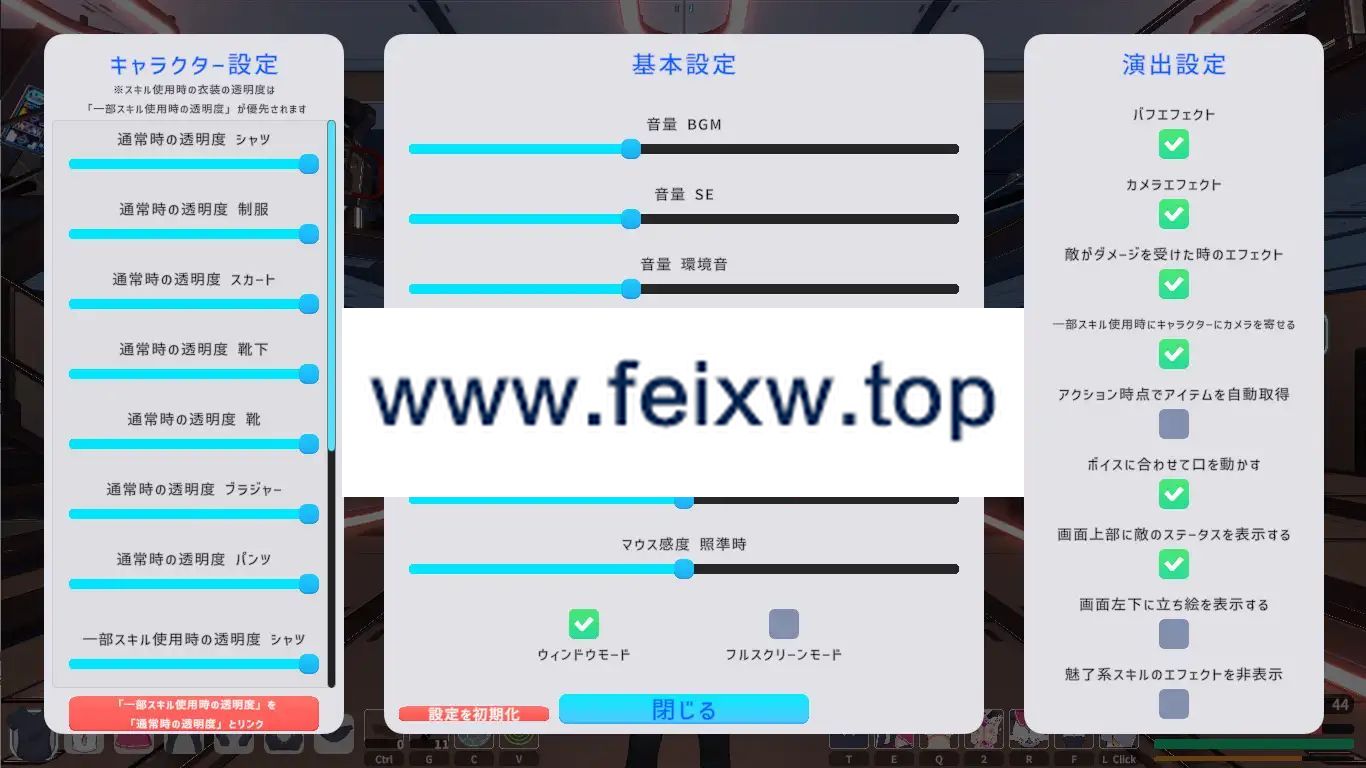 キャラクター設定
※スキル使用時の衣装の透明度は
「一部スキル使用時の透明度」が優先されます
通常時の透明度 シャツ
通常時の透明度 制服
通常時の透明度 スカート
通常時の透明度 靴下
通常時の透明度 靴
通常時の透明度 ブラジャー
通常時の透明度 パンツ
一部スキル使用時の透明度 シャツ
「一部スキル使用時の透明度」を
「通常時の透明度」とリンク
基本設定
音量 BGM
音量 SE
音量 環境音
www.feixw.top
マウス感度 照準時
ウィンドウモード
フルスクリーンモード
設定を初期化
閉じる
演出設定
バフエフェクト
カメラエフェクト
敵がダメージを受けた時のエフェクト
一部スキル使用時にキャラクターにカメラを寄せる
アクション時点でアイテムを自動取得
ボイスに合わせて口を動かす
画面上部に敵のステータスを表示する
画面左下に立ち絵を表示する
魅了系スキルのエフェクトを非表示
44
0
11
Ctrl
G
C
V
T
E
Q
2
R
F
L Click